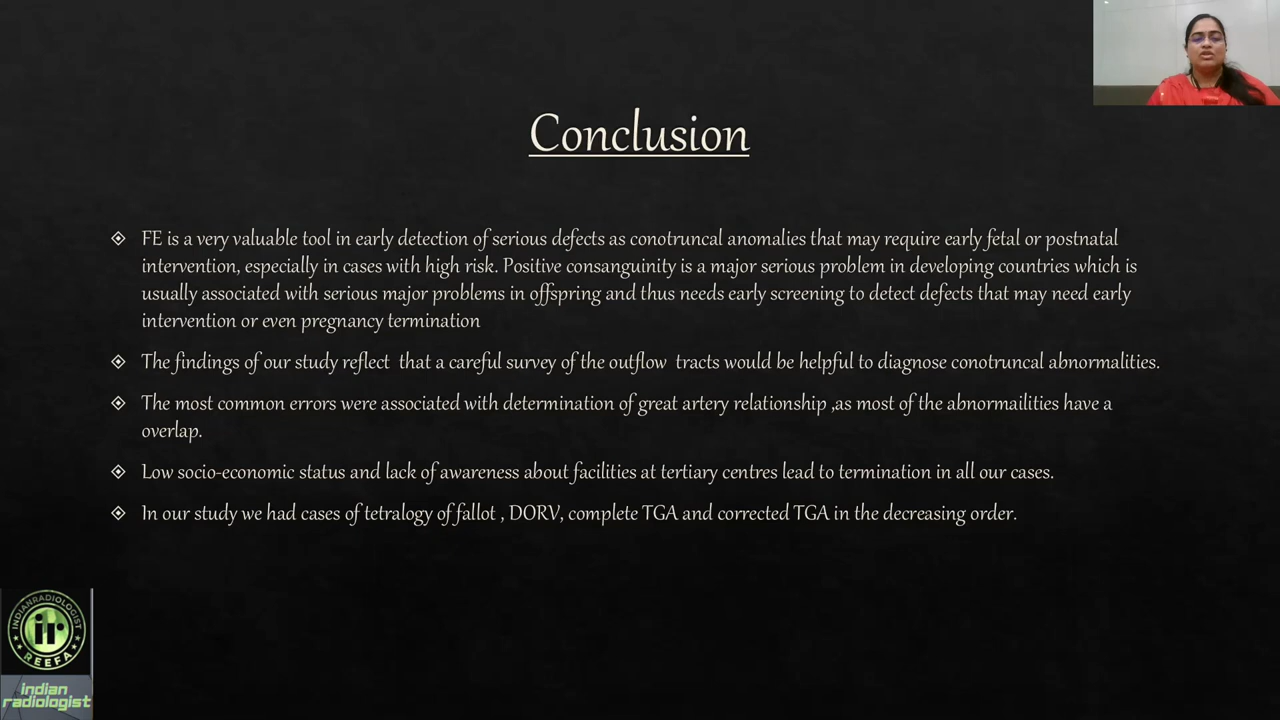 Conclusion
FE is a very valuable tool in early detection of serious defects as conotruncal anomalies that may require early fetal or postnatal
intervention, especially in cases with high risk. Positive consanguinity is a major serious problem in developing countries which is
usually associated with serious major problems in offspring and thus needs early screening to detect defects that may need early
intervention or even pregnancy termination
The findings of our study reflect that a careful survey of the outflow tracts would be helpful to diagnose conotruncal abnormalities.
The most common errors were associated with determination of great artery relationship ,as most of the abnormailities have a
overlap.
Low socio-economic status and lack of awareness about facilities at tertiary centres lead to termination in all our cases.
In our study we had cases of tetralogy of fallot , DORV, complete TGA and corrected TGA in the decreasing order.
INDIANRADIOLOGIST
ir
REEFA
indian
radiologist